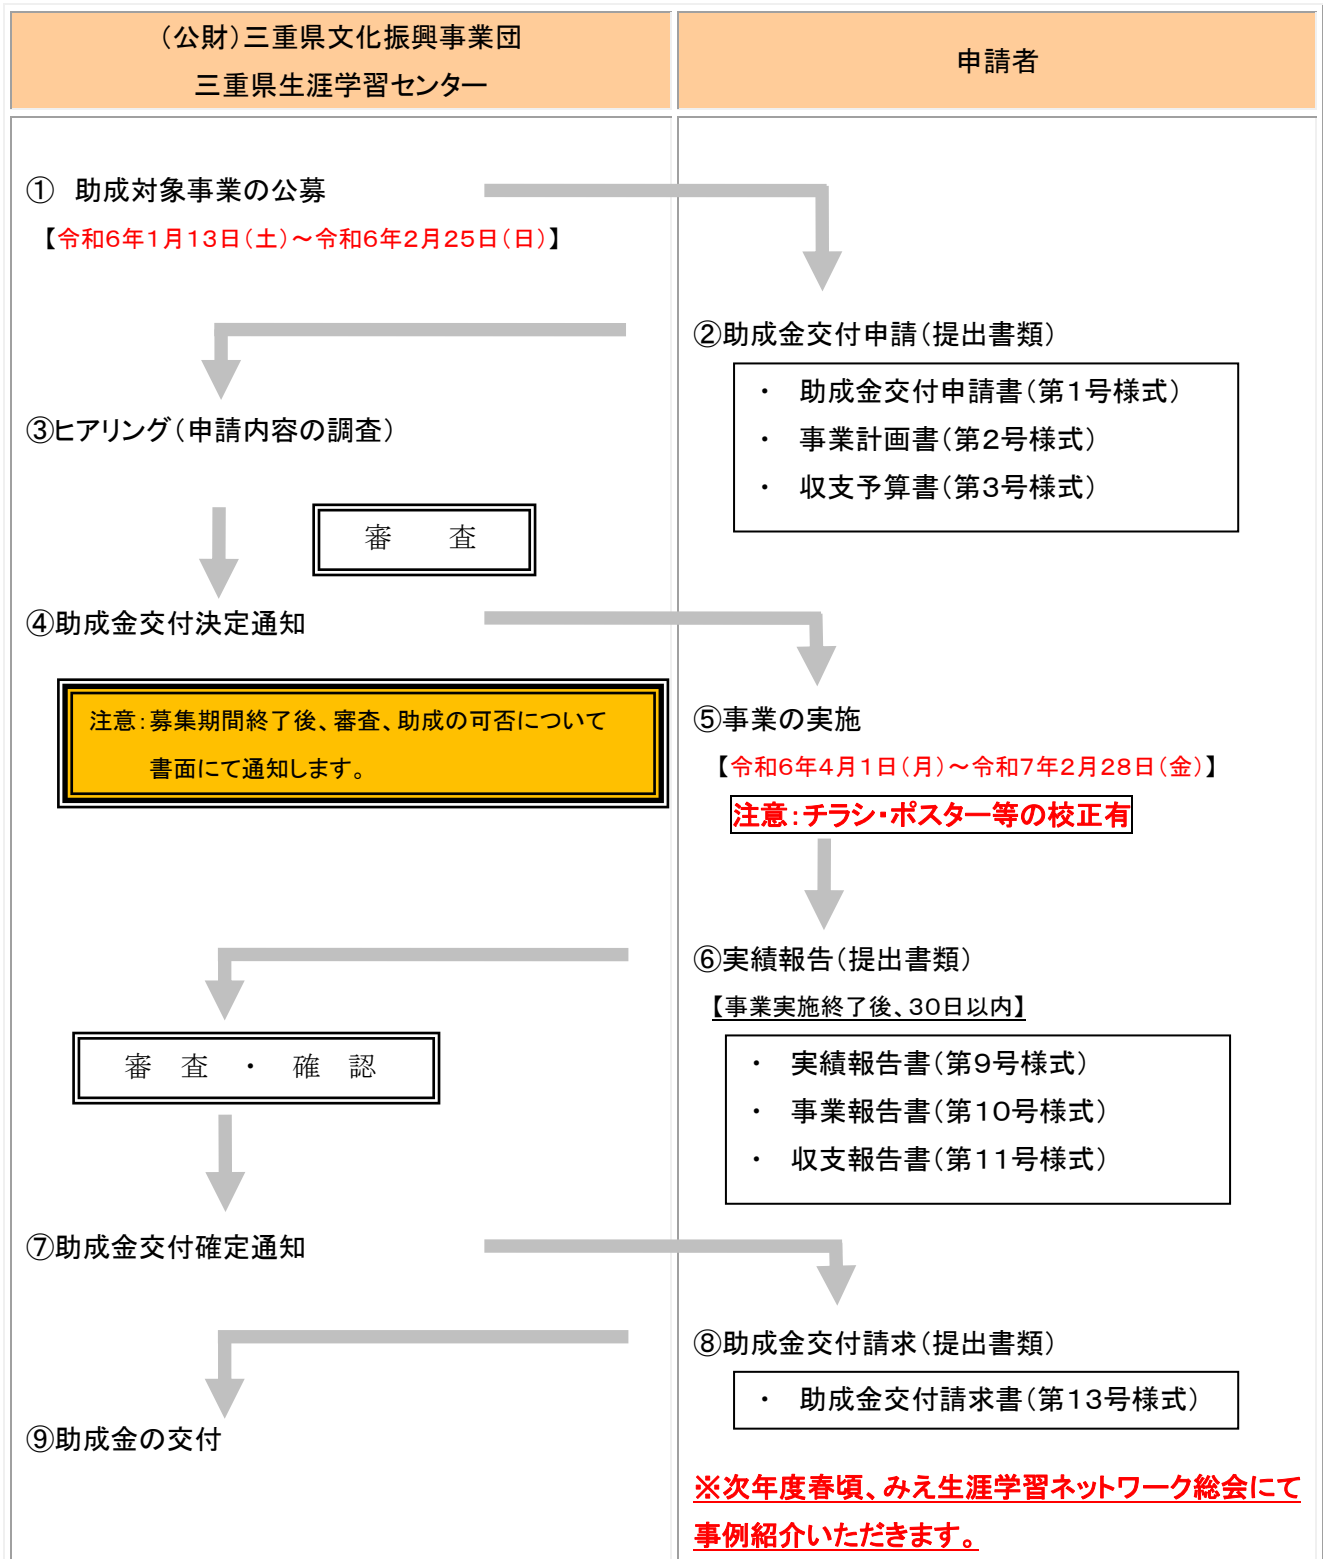 （公財）三重県文化振興事業団
三重県生涯学習センター
申請者
①　助成対象事業の公募
【令和６年１月１３日（土）～令和６年２月２５日（日）】
②助成金交付申請（提出書類）
・　助成金交付申請書（第１号様式）
・　事業計画書（第２号様式）
・　収支予算書（第３号様式）
③ヒアリング（申請内容の調査）
審　　査
④助成金交付決定通知
注意：募集期間終了後、審査、助成の可否について
書面にて通知します。
⑤事業の実施
【令和６年４月１日（月）～令和７年２月２８日（金）】
注意：チラシ・ポスター等の校正有
⑥実績報告（提出書類）
【事業実施終了後、３０日以内】
・　実績報告書（第９号様式）
・　事業報告書（第１０号様式）
・　収支報告書（第１１号様式）
審　査　・　確　認
⑦助成金交付確定通知
⑧助成金交付請求（提出書類）
・　助成金交付請求書（第１３号様式）
⑨助成金の交付
※次年度春頃、みえ生涯学習ネットワーク総会にて
事例紹介いただきます。